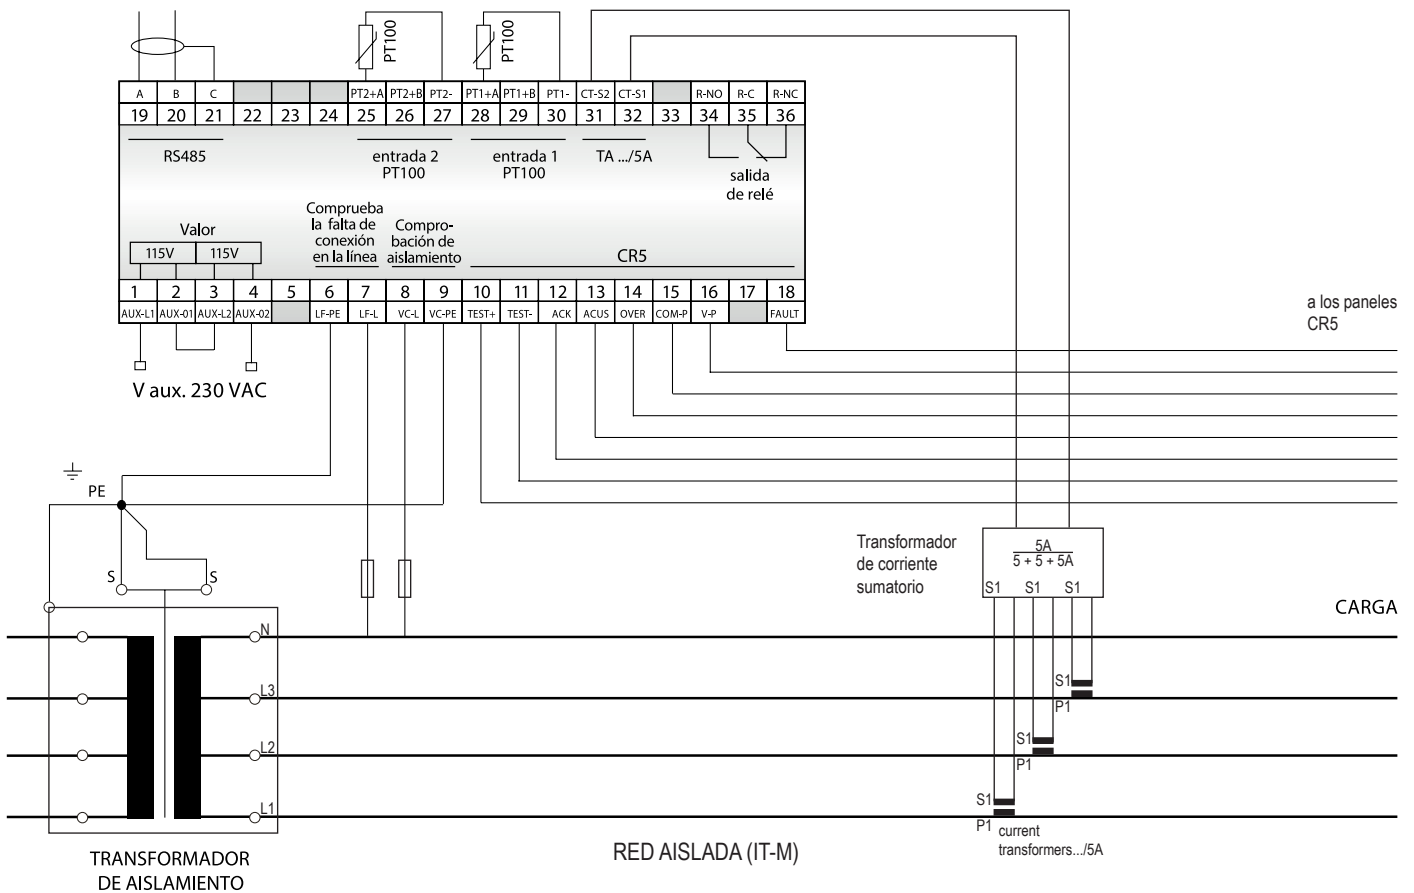 PT100
PT100
A B C PT2+A PT2+B PT2- PT1+A PT1+B PT1- CT-S2 CT-S1 R-NO R-C R-NC
19 20 21 22 23 24 25 26 27 28 29 30 31 32 33 34 35 36
RS485
entrada 2
PT100
entrada 1
PT100
TA .../5A
salida
de relé
Valor
115V 115V
Comprueba
la falta de
conexión
en la línea
Compro-
bación de
aislamiento
CR5
1 2 3 4 5 6 7 8 9 10 11 12 13 14 15 16 17 18
AUX-L1 AUX-01 AUX-L2 AUX-02 LF-PE LF-L VC-L VC-PE TEST+ TEST- ACK ACUS OVER COM-P V-P FAULT
V aux. 230 VAC
a los paneles
CR5
PE
S S
Transformador
de corriente
sumatorio
5A
5 + 5 + 5A
S1 S1 S1
CARGA
N
L3
S1
P1
L2
S1
P1
L1
S1
P1
current
transformers.../5A
RED AISLADA (IT-M)
TRANSFORMADOR
DE AISLAMIENTO